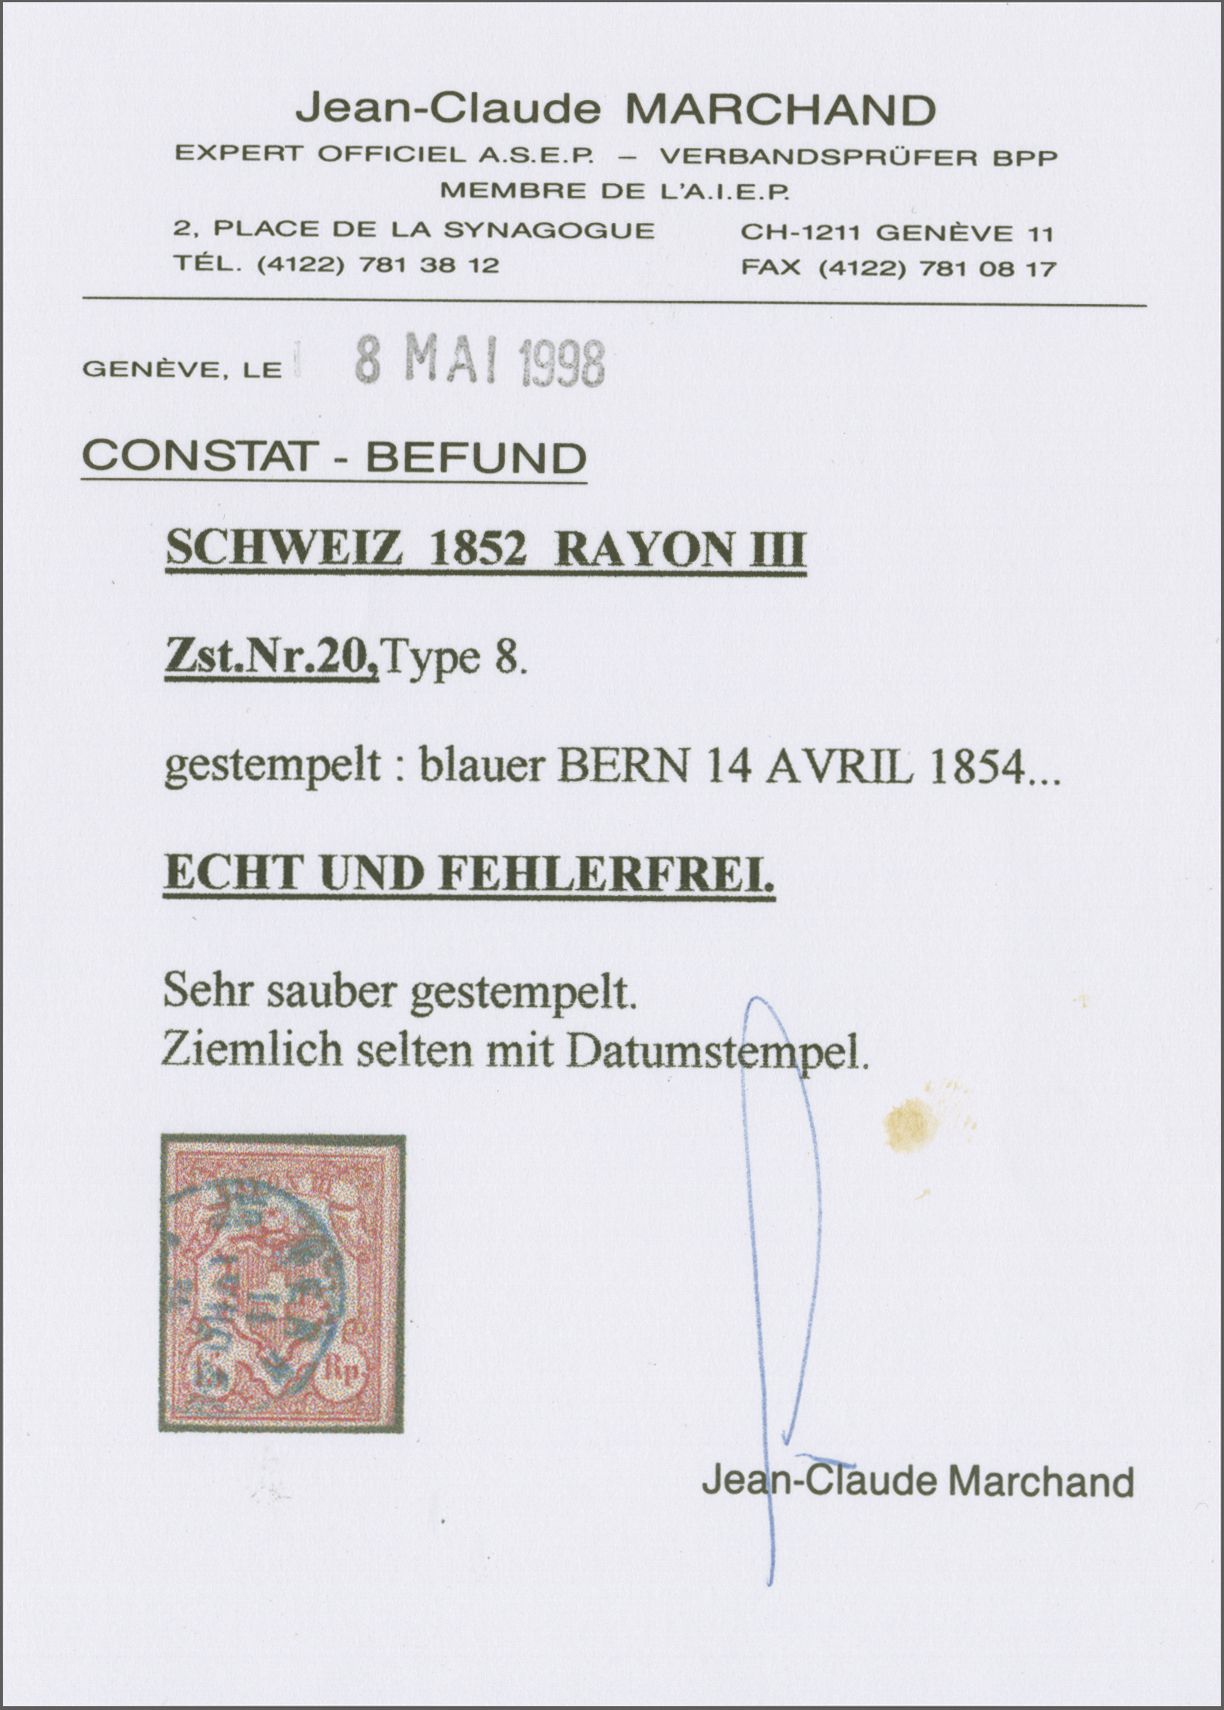 Jean-Claude MARCHAND
EXPERT OFFICIEL A.S.E.P. – VERBANDSPRÜFER BPP
MEMBRE DE L'A.I.E.P.
2, PLACE DE LA SYNAGOGUE CH-1211 GENÈVE 11
TÉL. (4122) 781 38 12 FAX (4122) 781 08 17
GENÈVE, LE 8 MAI 1998
CONSTAT - BEFUND
SCHWEIZ 1852 RAYON III
Zst.Nr.20,Type 8.
gestempelt : blauer BERN 14 AVRIL 1854...
ECHT UND FEHLERFREI.
Sehr sauber gestempelt.
Ziemlich selten mit Datumstempel.
Rp.
Jean-Claude Marchand